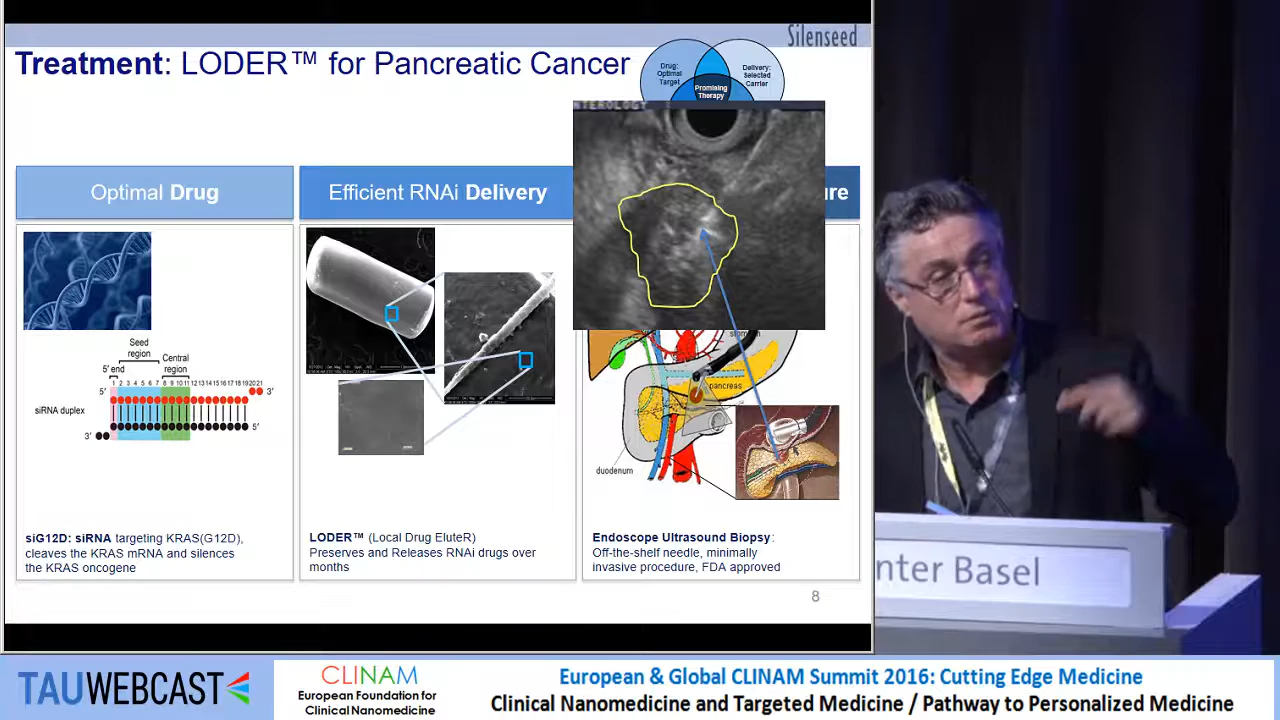 Silenseed
Treatment: LODER™ for Pancreatic Cancer
Drug:
Optimal
Target
Delivery:
Selected
Carrier
Promising
Therapy
NTEROLOGY
Optimal Drug
Efficient RNAi Delivery
ure
Seed
region
Central
region
5′ end
1 2 3 4 5 6 7 8 9 10 11 12 13 14 15 16 17 18 19 20 21
5′
3′
siRNA duplex
3′
5′
stomach
pancreas
duodenum
siG12D: siRNA targeting KRAS(G12D),
cleaves the KRAS mRNA and silences
the KRAS oncogene
LODER™ (Local Drug EluteR)
Preserves and Releases RNAi drugs over
months
Endoscope Ultrasound Biopsy:
Off-the-shelf needle, minimally
invasive procedure, FDA approved
8
nter Basel
TAUWEBCAST
CLINAM
European Foundation for
Clinical Nanomedicine
European & Global CLINAM Summit 2016: Cutting Edge Medicine
Clinical Nanomedicine and Targeted Medicine / Pathway to Personalized Medicine